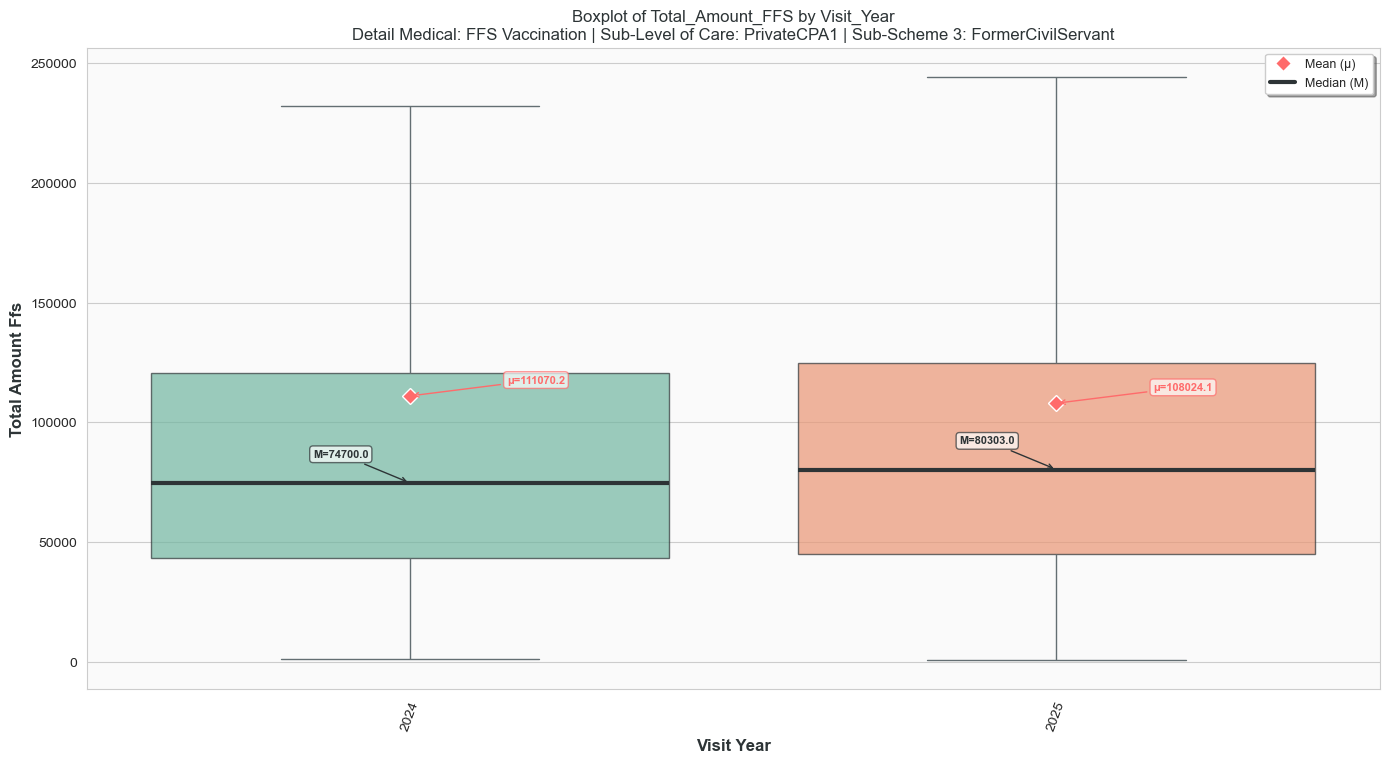 Boxplot of Total_Amount_FFS by Visit_Year
Detail Medical: FFS Vaccination | Sub-Level of Care: PrivateCPA1 | Sub-Scheme 3: FormerCivilServant
Mean (μ)
Median (M)
Total Amount Ffs
250000
200000
150000
100000
50000
0
μ=111070.2
M=74700.0
μ=108024.1
M=80303.0
2024
2025
Visit Year